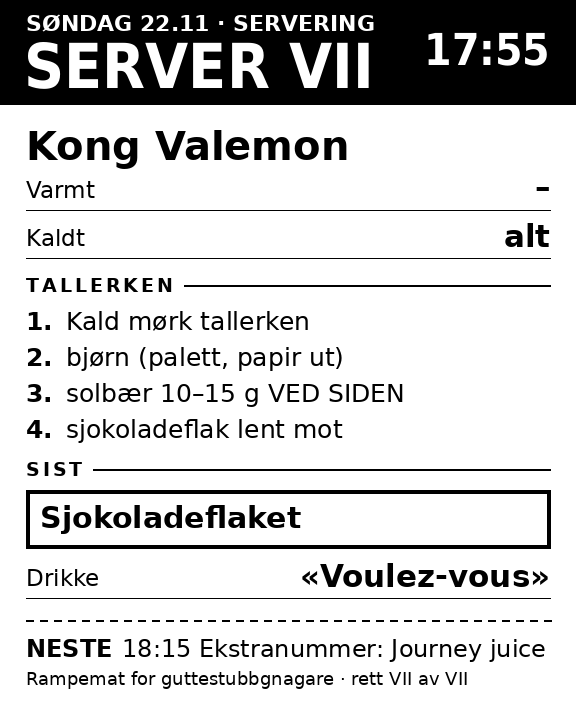 SØNDAG 22.11 · SERVERING
SERVER VII 17:55
Kong Valemon
Varmt –
Kaldt alt
TALLERKEN
1. Kald mørk tallerken
2. bjørn (palett, papir ut)
3. solbær 10–15 g VED SIDEN
4. sjokoladeflak lent mot
SIST
Sjokoladeflaket
Drikke «Voulez-vous»
NESTE 18:15 Ekstranummer: Journey juice
Rampemat for guttestubbgnagare · rett VII av VII